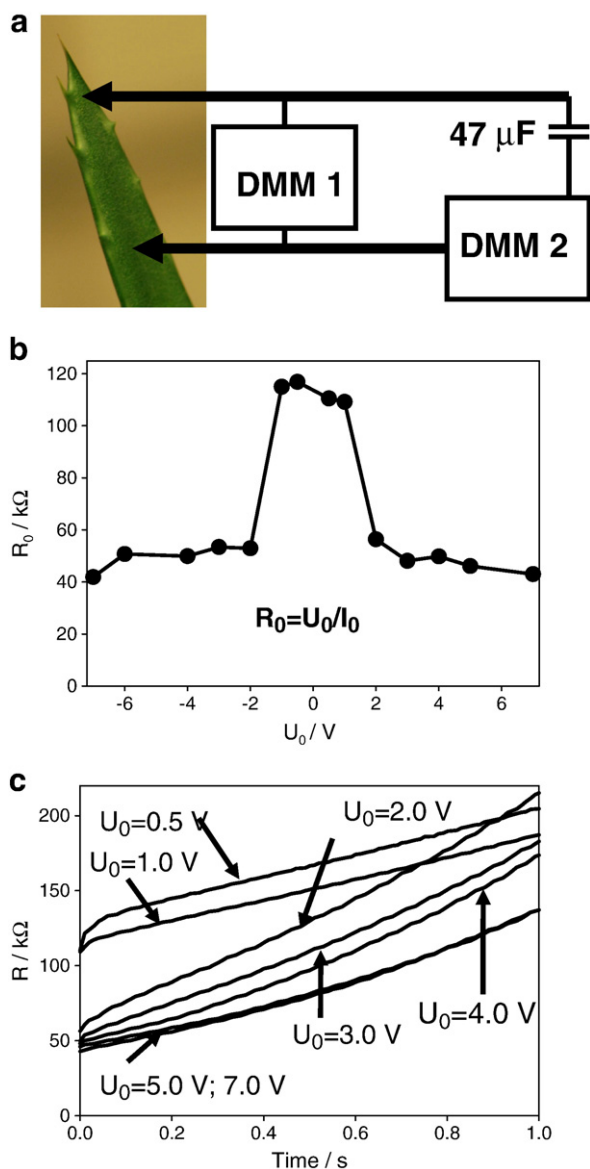 a
47 μF
DMM 1
DMM 2
b
120
100
80
60
40
20
0
R₀ / kΩ
R₀=U₀/I₀
-6 -4 -2 0 2 4 6
U₀ / V
c
200
150
100
50
0
R / kΩ
U₀=0.5 V
U₀=2.0 V
U₀=1.0 V
U₀=4.0 V
U₀=3.0 V
U₀=5.0 V; 7.0 V
0.0 0.2 0.4 0.6 0.8 1.0
Time / s